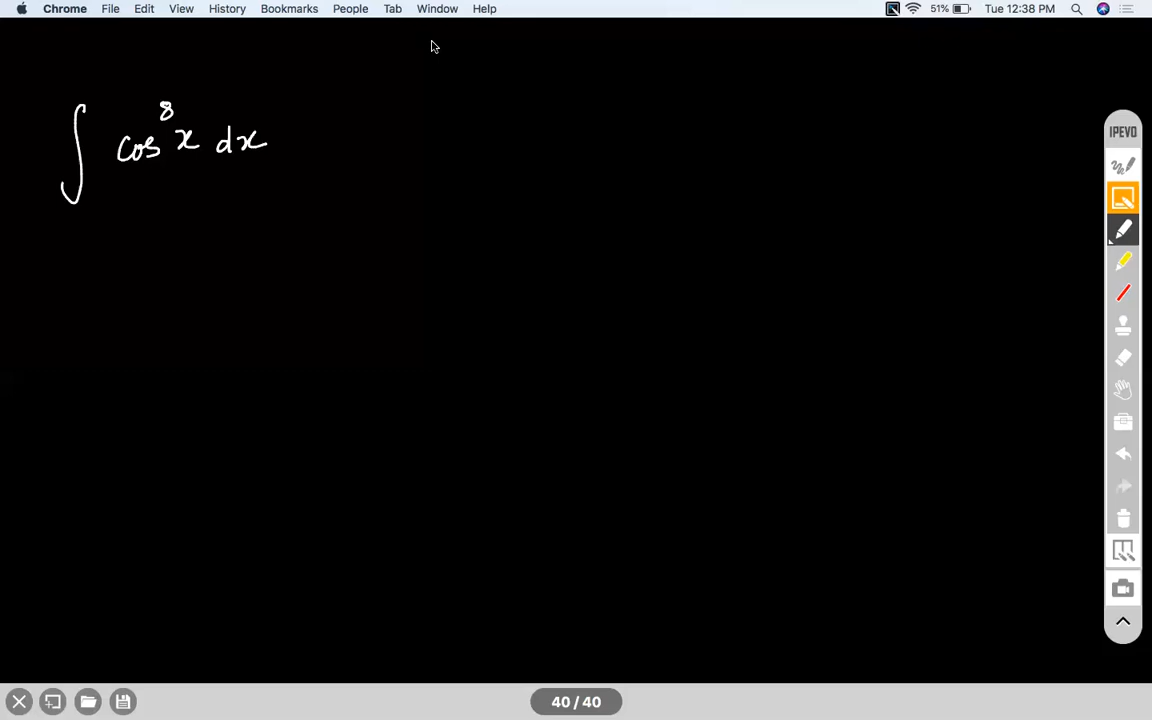 Chrome File Edit View History Bookmarks People Tab Window Help 51% Tue 12:38 PM
∫ cos⁸ x dx
IPEVO
40 / 40